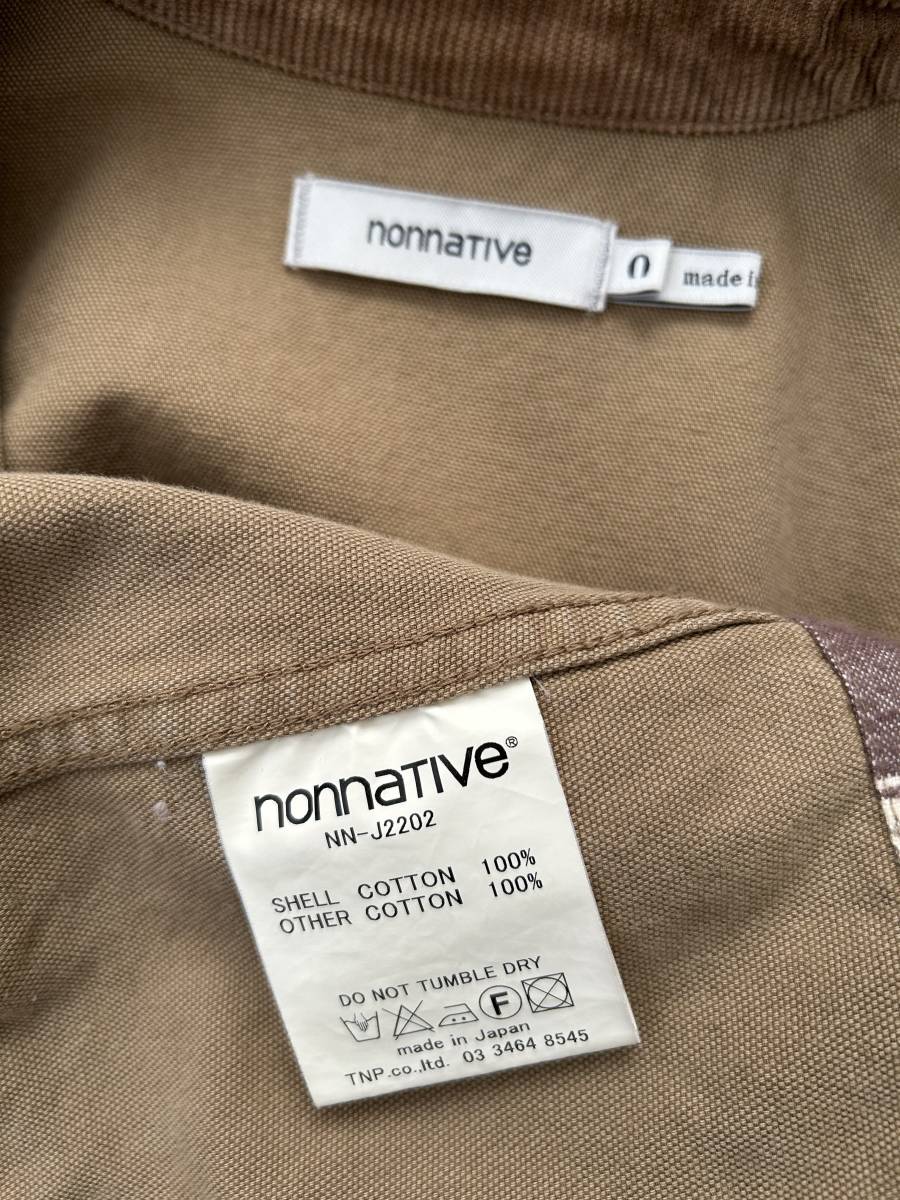 nonnaTIVe
0
made i
nonnaTIVe®
NN-J2202
SHELL COTTON 100%
OTHER COTTON 100%
DO NOT TUMBLE DRY
F
made in Japan
TNP.co.,ltd. 03 3464 8545